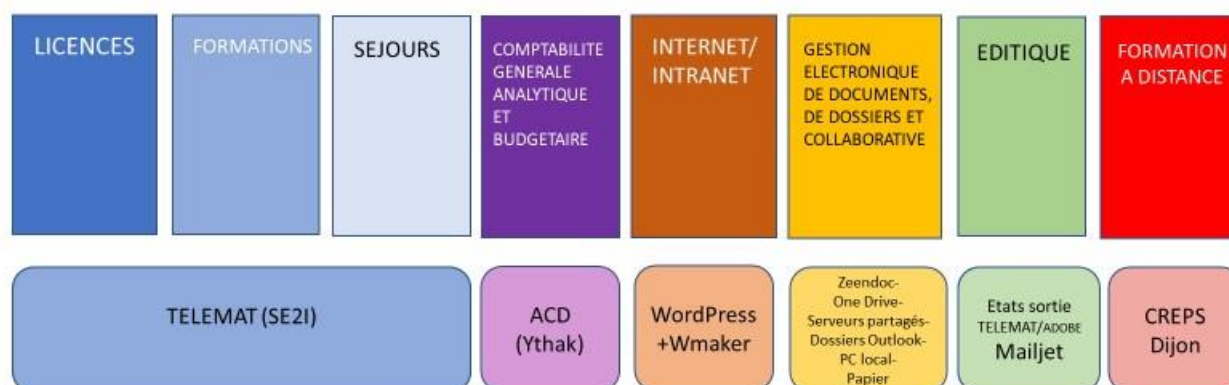 LICENCES
FORMATIONS
SEJOURS
COMPTABILITE
GENERALE
ANALYTIQUE
ET
BUDGETAIRE
INTERNET/
INTRANET
GESTION
ELECTRONIQUE
DE DOCUMENTS,
DE DOSSIERS ET
COLLABORATIVE
EDITIQUE
FORMATION
A DISTANCE
TELEMAT (SE2I)
ACD
(Ythak)
WordPress
+Wmaker
Zeendoc-
One Drive-
Serveurs partagés-
Dossiers Outlook-
PC local-
Papier
Etats sortie
TELEMAT/ADOBE
Mailjet
CREPS
Dijon